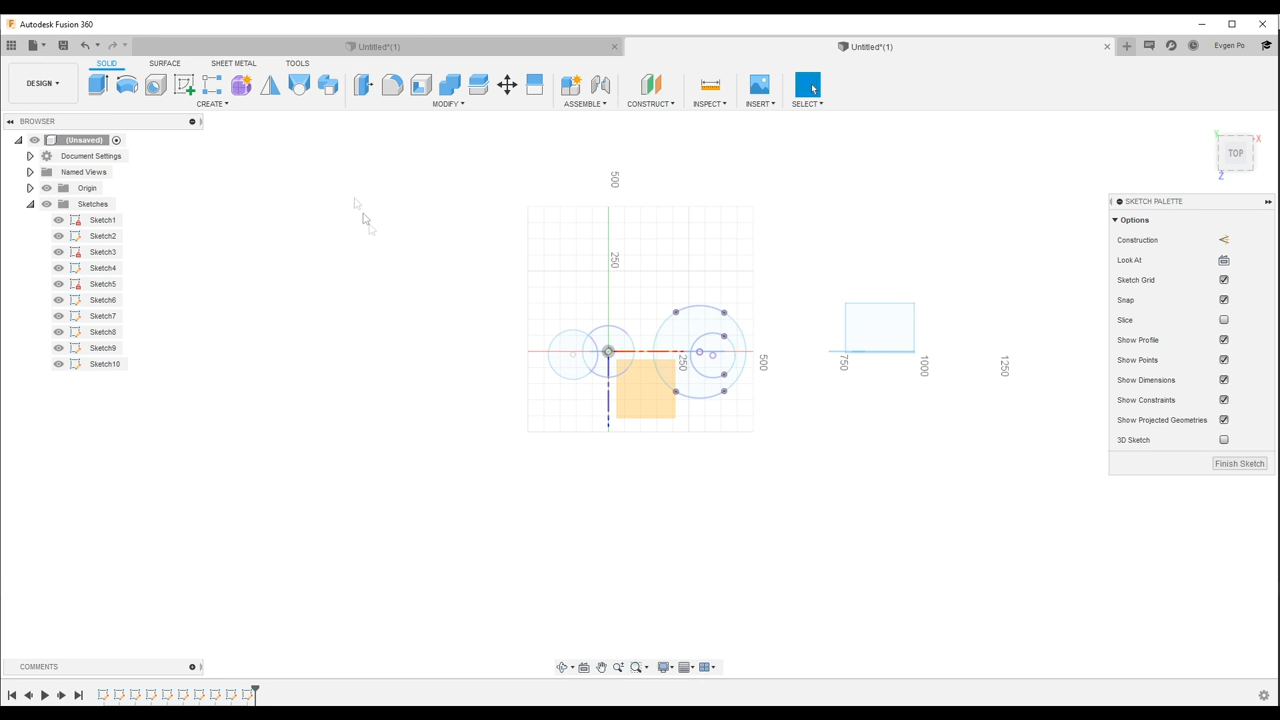 Autodesk Fusion 360
Untitled*(1)
Untitled*(1)
Evgen Po
DESIGN
SOLID
SURFACE
SHEET METAL
TOOLS
CREATE
MODIFY
ASSEMBLE
CONSTRUCT
INSPECT
INSERT
SELECT
BROWSER
(Unsaved)
Document Settings
Named Views
Origin
Sketches
Sketch1
Sketch2
Sketch3
Sketch4
Sketch5
Sketch6
Sketch7
Sketch8
Sketch9
Sketch10
500
250
250
500
750
1000
1250
Y
X
TOP
Z
SKETCH PALETTE
Options
Construction
Look At
Sketch Grid
Snap
Slice
Show Profile
Show Points
Show Dimensions
Show Constraints
Show Projected Geometries
3D Sketch
Finish Sketch
COMMENTS